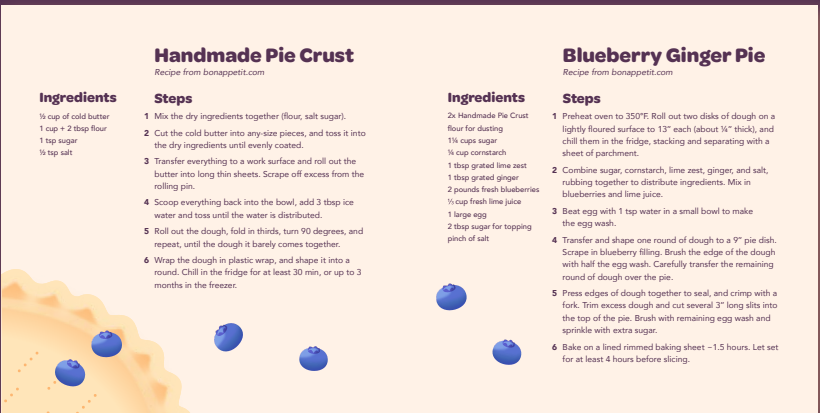 Handmade Pie Crust
Recipe from bonappetit.com
Ingredients
½ cup of cold butter
1 cup + 2 tbsp flour
1 tsp sugar
½ tsp salt
Steps
1 Mix the dry ingredients together (flour, salt sugar).
2 Cut the cold butter into any-size pieces, and toss it into
the dry ingredients until evenly coated.
3 Transfer everything to a work surface and roll out the
butter into long thin sheets. Scrape off excess from the
rolling pin.
4 Scoop everything back into the bowl, add 3 tbsp ice
water and toss until the water is distributed.
5 Roll out the dough, fold in thirds, turn 90 degrees, and
repeat, until the dough it barely comes together.
6 Wrap the dough in plastic wrap, and shape it into a
round. Chill in the fridge for at least 30 min, or up to 3
months in the freezer.
Blueberry Ginger Pie
Recipe from bonappetit.com
Ingredients
2x Handmade Pie Crust
flour for dusting
1¼ cups sugar
¼ cup cornstarch
1 tbsp grated lime zest
1 tbsp grated ginger
2 pounds fresh blueberries
⅓ cup fresh lime juice
1 large egg
2 tbsp sugar for topping
pinch of salt
Steps
1 Preheat oven to 350°F. Roll out two disks of dough on a
lightly floured surface to 13” each (about ¼” thick), and
chill them in the fridge, stacking and separating with a
sheet of parchment.
2 Combine sugar, cornstarch, lime zest, ginger, and salt,
rubbing together to distribute ingredients. Mix in
blueberries and lime juice.
3 Beat egg with 1 tsp water in a small bowl to make
the egg wash.
4 Transfer and shape one round of dough to a 9” pie dish.
Scrape in blueberry filling. Brush the edge of the dough
with half the egg wash. Carefully transfer the remaining
round of dough over the pie.
5 Press edges of dough together to seal, and crimp with a
fork. Trim excess dough and cut several 3” long slits into
the top of the pie. Brush with remaining egg wash and
sprinkle with extra sugar.
6 Bake on a lined rimmed baking sheet ~1.5 hours. Let set
for at least 4 hours before slicing.